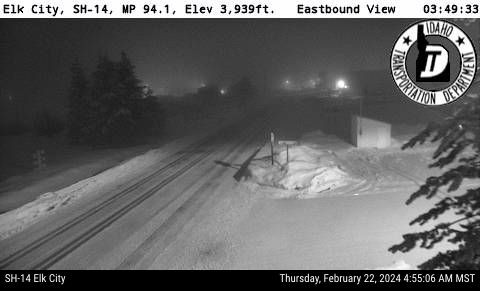 Elk City, SH-14, MP 94.1, Elev 3,939ft. Eastbound View 03:49:33
IDAHO
TRANSPORTATION DEPARTMENT
SH-14 Elk City Thursday, February 22, 2024 4:55:06 AM MST